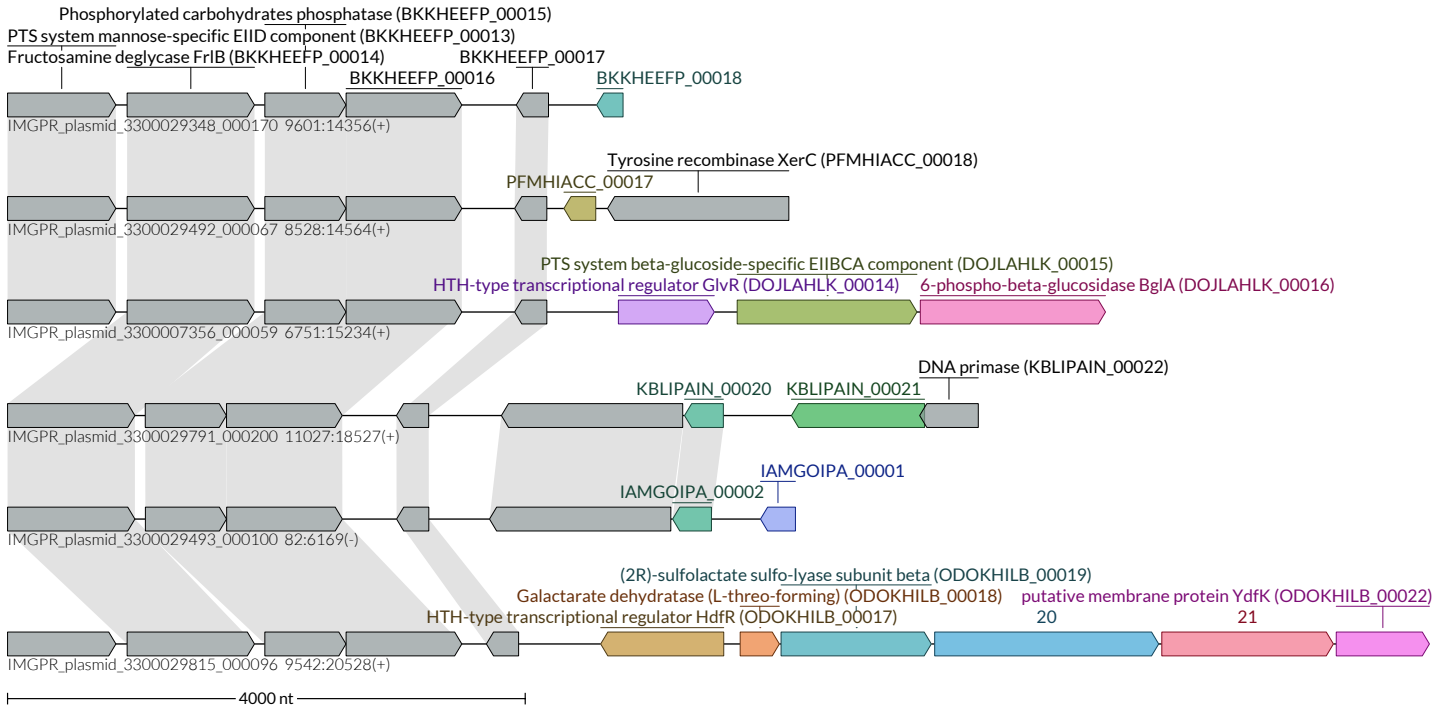 Phosphorylated carbohydrates phosphatase (BKKHEEFP_00015)
PTS system mannose-specific EIID component (BKKHEEFP_00013)
Fructosamine deglycase FrlB (BKKHEEFP_00014) BKKHEEFP_00017
BKKHEEFP_00016 BKKHEEFP_00018
IMGPR_plasmid_3300029348_000170 9601:14356(+)
Tyrosine recombinase XerC (PFMHIACC_00018)
PFMHIACC_00017
IMGPR_plasmid_3300029492_000067 8528:14564(+)
PTS system beta-glucoside-specific EIIBCA component (DOJLAHLK_00015)
HTH-type transcriptional regulator GlvR (DOJLAHLK_00014) 6-phospho-beta-glucosidase BglA (DOJLAHLK_00016)
IMGPR_plasmid_3300007356_000059 6751:15234(+)
DNA primase (KBLIPAIN_00022)
KBLIPAIN_00020 KBLIPAIN_00021
IMGPR_plasmid_3300029791_000200 11027:18527(+)
IAMGOIPA_00001
IAMGOIPA_00002
IMGPR_plasmid_3300029493_000100 82:6169(-)
(2R)-sulfolactate sulfo-lyase subunit beta (ODOKHILB_00019)
Galactarate dehydratase (L-threo-forming) (ODOKHILB_00018) putative membrane protein YdfK (ODOKHILB_00022)
HTH-type transcriptional regulator HdfR (ODOKHILB_00017) 20 21
IMGPR_plasmid_3300029815_000096 9542:20528(+)
4000 nt